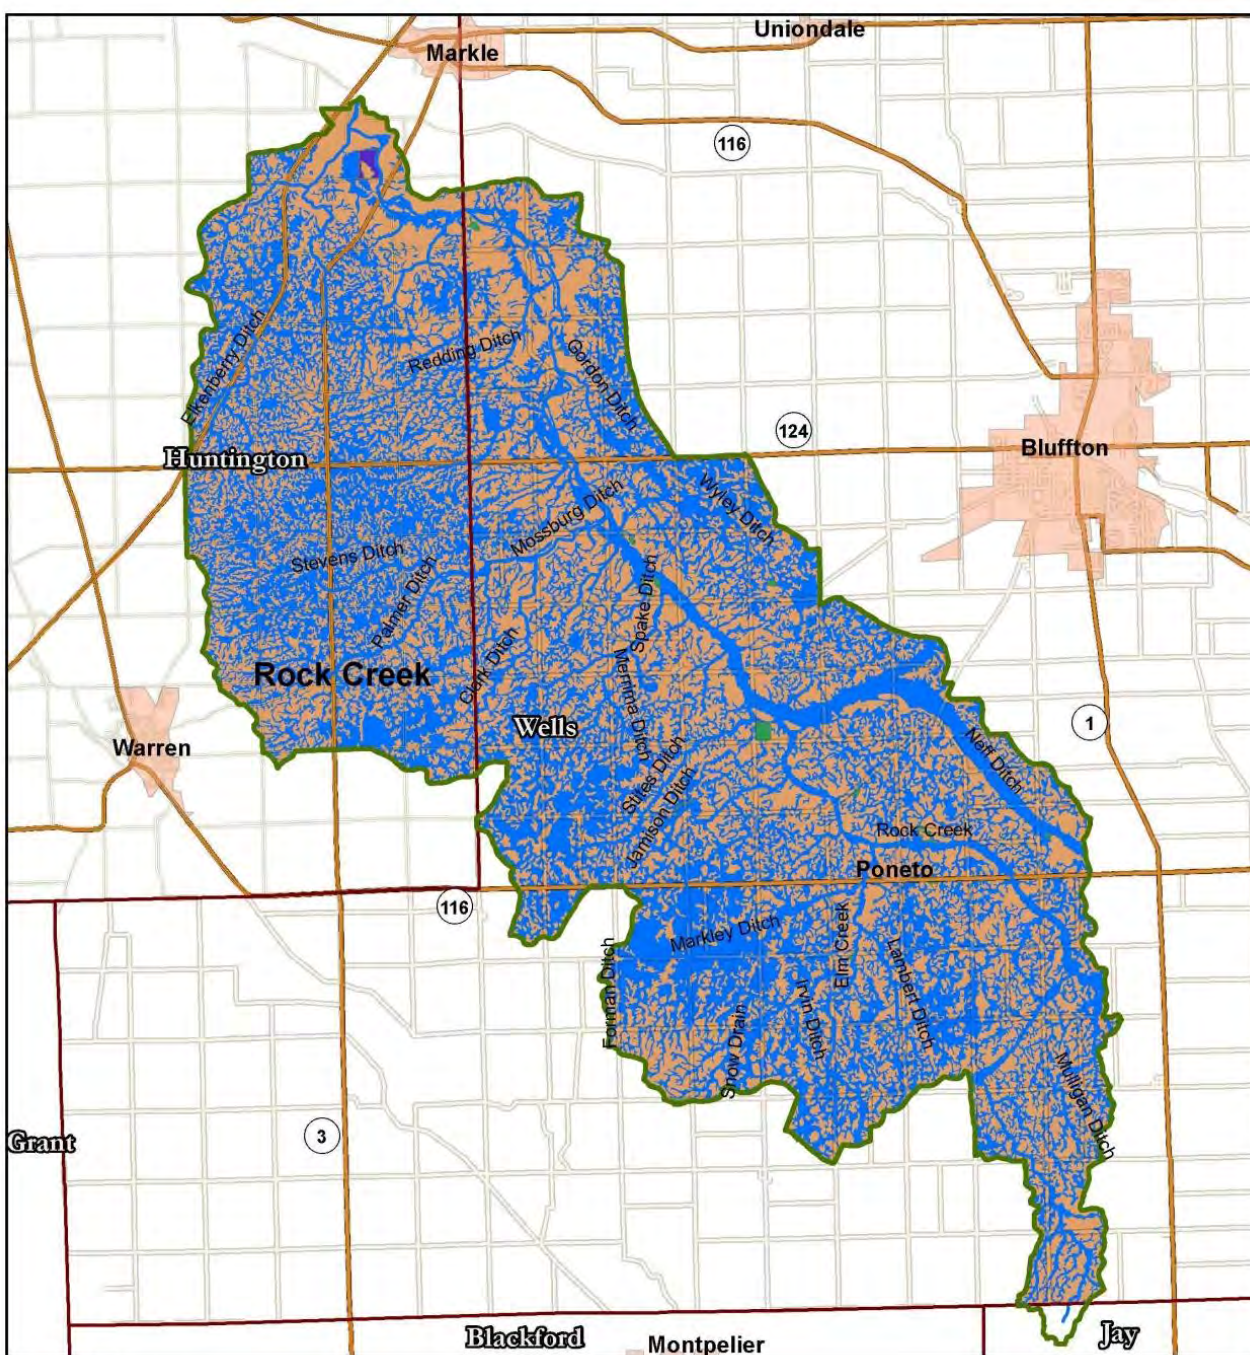 Uniondale
Markle
116
Elkenberry Ditch
Redding Ditch
Gordon Ditch
124
Bluffton
Huntington
Wyley Ditch
Mossburg Ditch
Stevens Ditch
Palmer Ditch
Spake Ditch
Rock Creek
Clark Ditch
Merrima Ditch
Wells
1
Warren
Neff Ditch
Stites Ditch
Jamison Ditch
Rock Creek
Poneto
116
Markley Ditch
Elm Creek
Forman Ditch
Lambert Ditch
Irvin Ditch
Snow Drain
Mulligan Ditch
3
Grant
Blackford
Montpelier
Jay